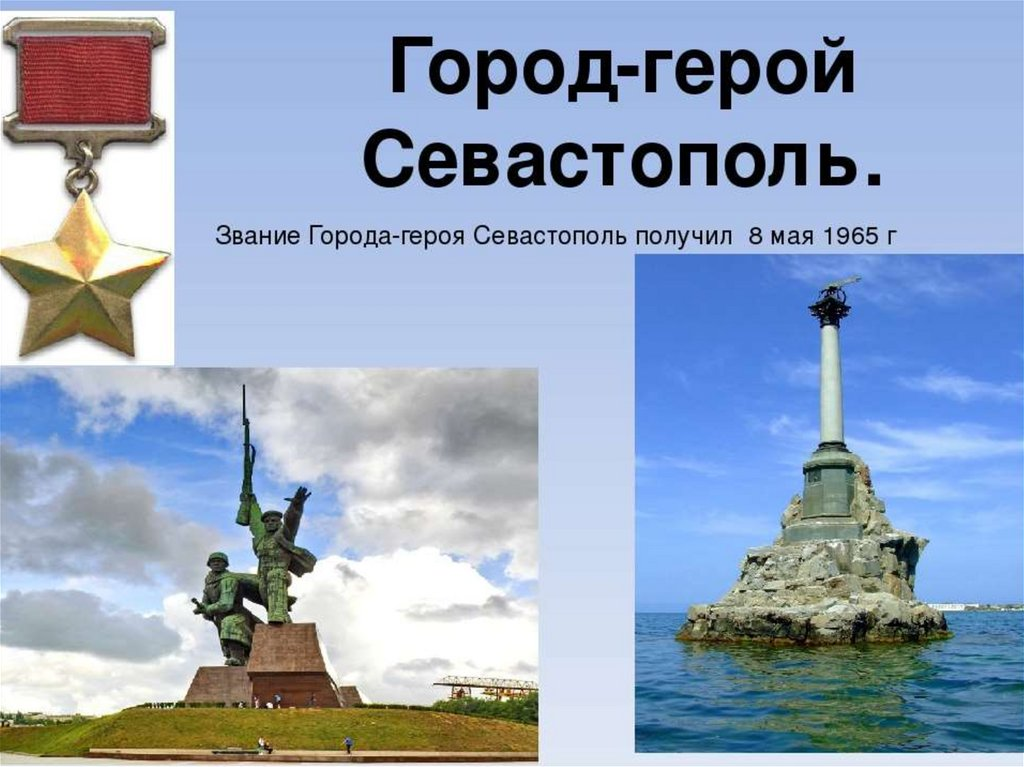 Город-герой
Севастополь.
Звание Города-героя Севастополь получил  8 мая 1965 г